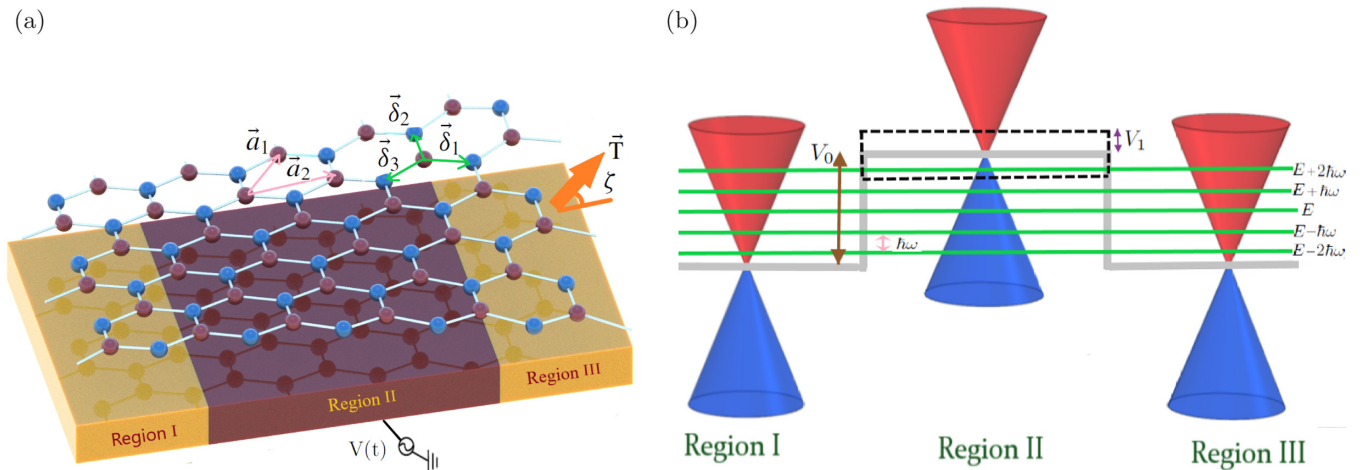 (a)
(b)
δ⃗₂
a⃗₁
δ⃗₁
a⃗₂
δ⃗₃
T⃗
ζ
Region I
Region II
Region III
V(t)
V₁
V₀
E+2ℏω
E+ℏω
E
E−ℏω
E−2ℏω
ℏω
Region I
Region II
Region III